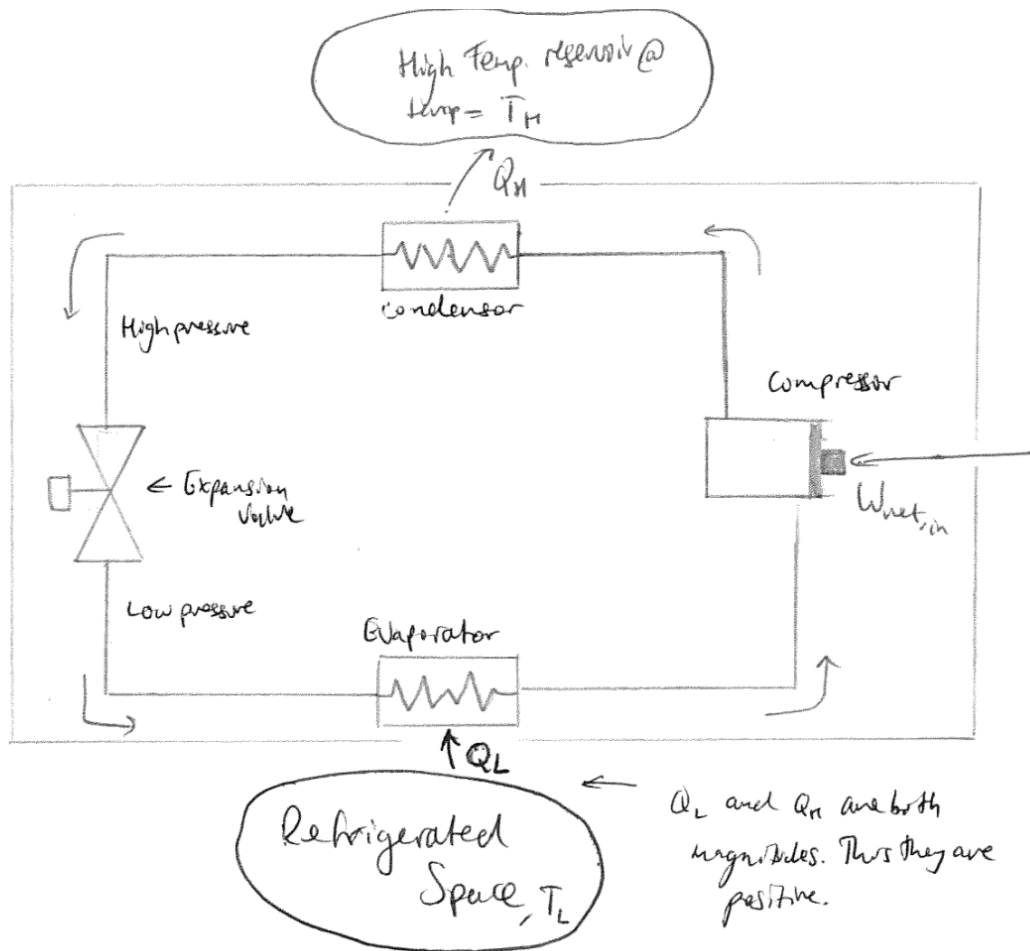 High Temp. reservoir @
temp = T_H
Q_H
Condensor
High pressure
Compressor
← Expansion
valve
W_net,in
Low pressure
Evaporator
Q_L
Refrigerated
Space, T_L
Q_L and Q_H are both
magnitudes. Thus they are
positive.